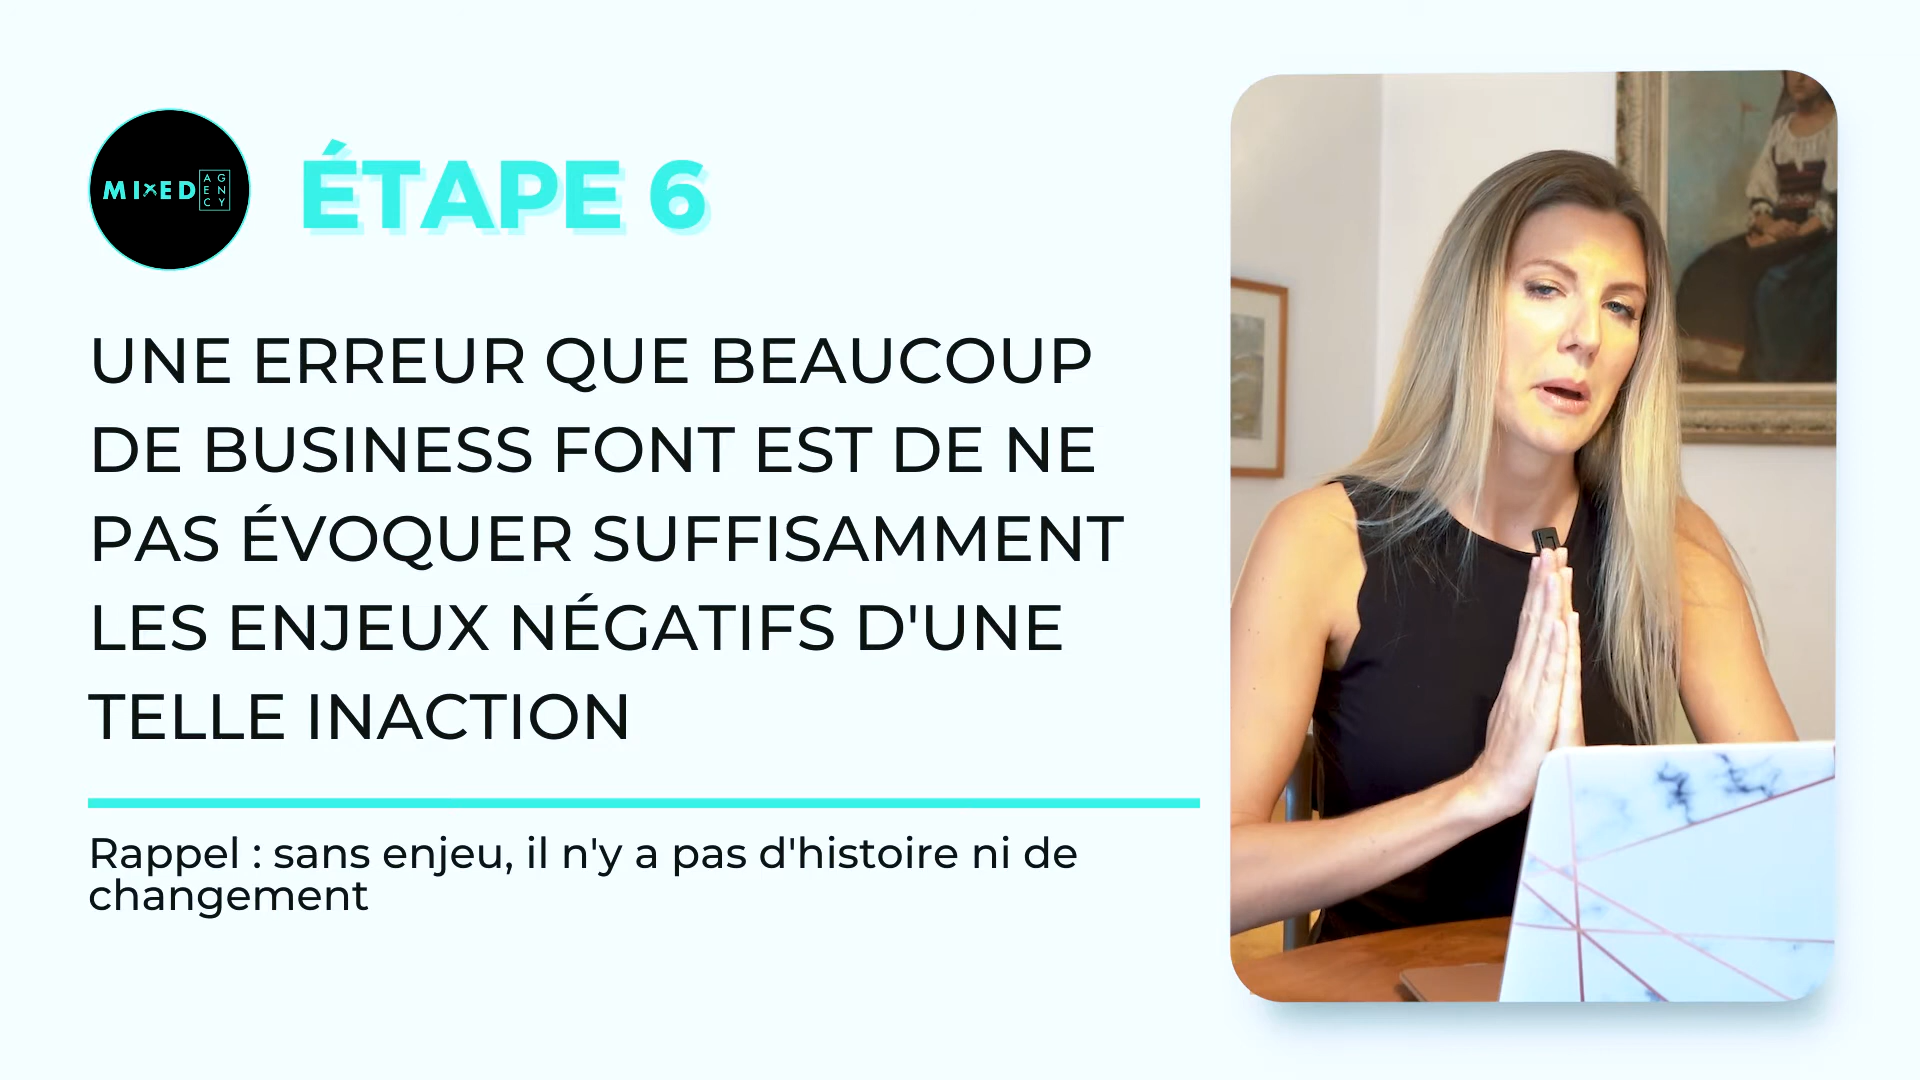 MIXED AGENCY
ÉTAPE 6
UNE ERREUR QUE BEAUCOUP
DE BUSINESS FONT EST DE NE
PAS ÉVOQUER SUFFISAMMENT
LES ENJEUX NÉGATIFS D'UNE
TELLE INACTION
Rappel : sans enjeu, il n'y a pas d'histoire ni de
changement